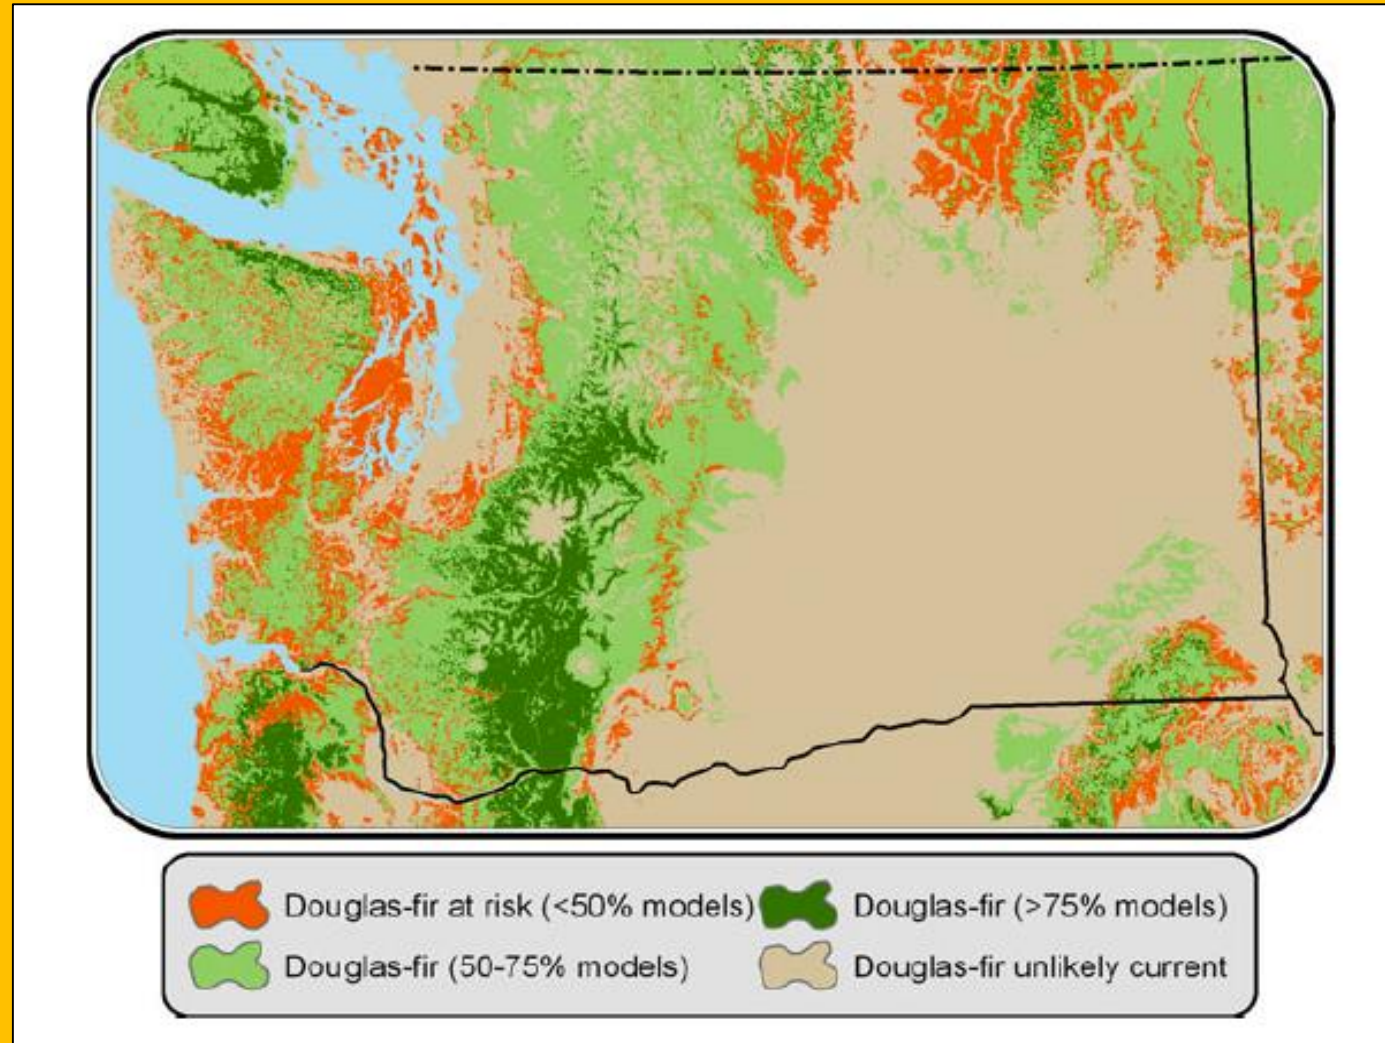 Douglas-fir at risk (<50% models)
Douglas-fir (>75% models)
Douglas-fir (50-75% models)
Douglas-fir unlikely current